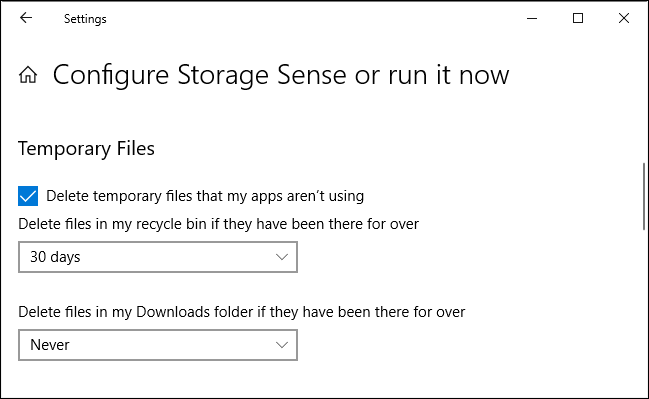 Settings
Configure Storage Sense or run it now
Temporary Files
Delete temporary files that my apps aren't using
Delete files in my recycle bin if they have been there for over
30 days
Delete files in my Downloads folder if they have been there for over
Never